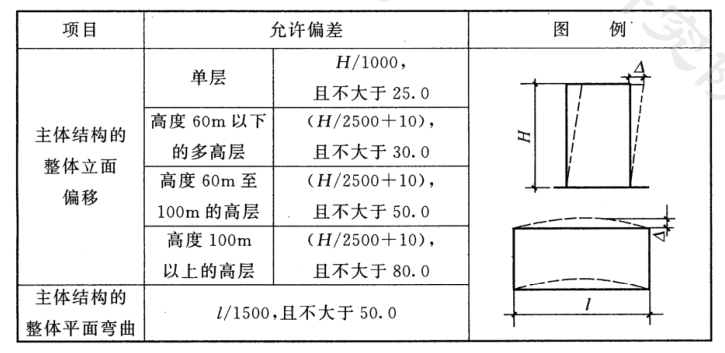 项目 允许偏差 图 例
主体结构的
整体立面
偏移
单层
H/1000，
且不大于 25.0
高度 60m 以下
的多高层
(H/2500＋10)，
且不大于 30.0
高度 60m 至
100m 的高层
(H/2500＋10)，
且不大于 50.0
高度 100m
以上的高层
(H/2500＋10)，
且不大于 80.0
主体结构的
整体平面弯曲
l/1500，且不大于 50.0
Δ
H
Δ
l
究